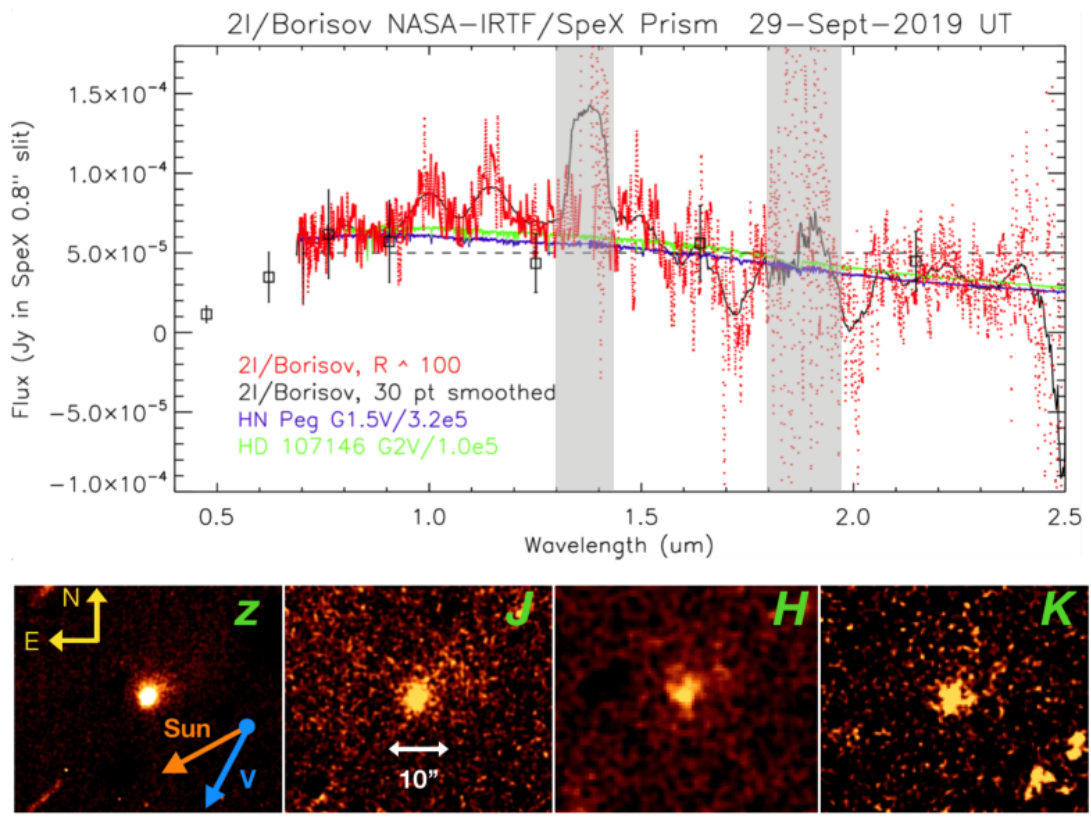 2I/Borisov NASA-IRTF/SpeX Prism 29-Sept-2019 UT
Flux (Jy in SpeX 0.8" slit)
1.5×10⁻⁴
1.0×10⁻⁴
5.0×10⁻⁵
0
−5.0×10⁻⁵
−1.0×10⁻⁴
2I/Borisov, R ^ 100
2I/Borisov, 30 pt smoothed
HN Peg G1.5V/3.2e5
HD 107146 G2V/1.0e5
0.5 1.0 1.5 2.0 2.5
Wavelength (um)
N
E
Sun
V
z
J
10”
H
K